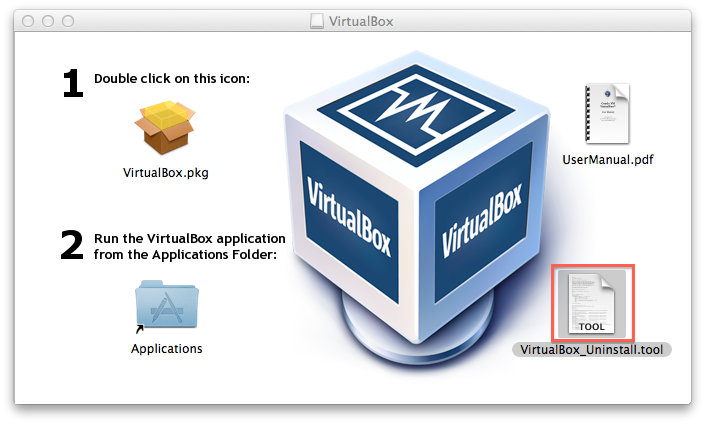 VirtualBox
1 Double click on this icon:
VirtualBox.pkg
UserManual.pdf
VirtualBox
VirtualBox
2 Run the VirtualBox application
from the Applications Folder:
Applications
TOOL
VirtualBox_Uninstall.tool